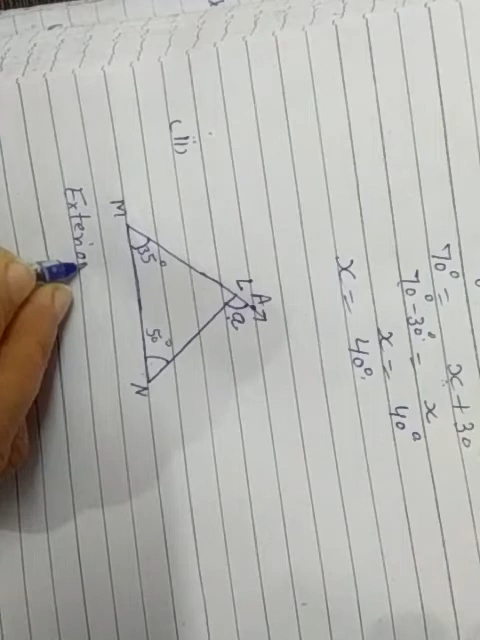 70° = x + 30
70° - 30° = x
x = 40°
x = 40°
(ii)
L
A
a
M
35°
50°
N
Exterior